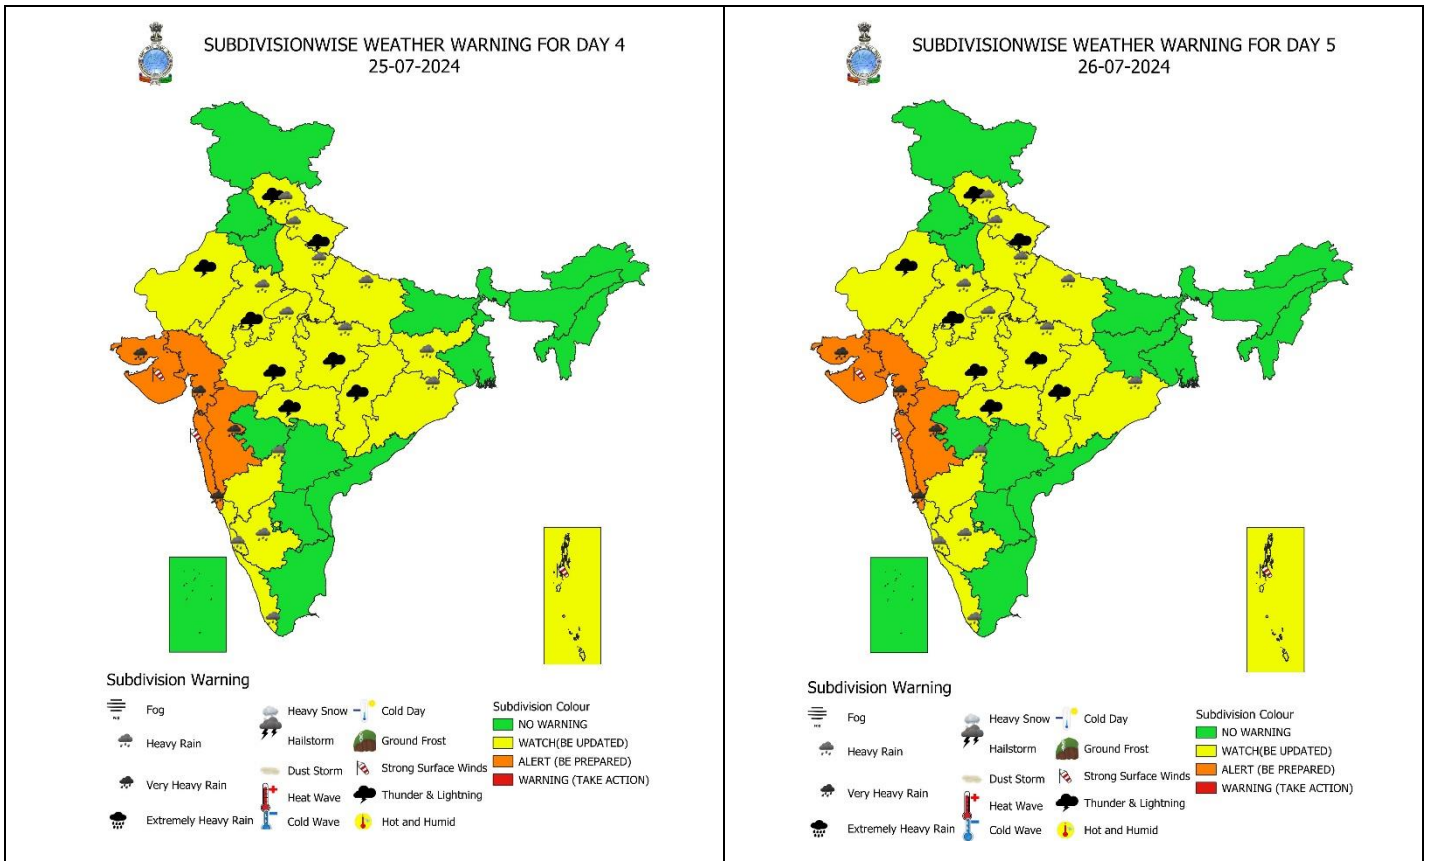 SUBDIVISIONWISE WEATHER WARNING FOR DAY 4
25-07-2024
Subdivision Warning
Fog
Heavy Rain
Very Heavy Rain
Extremely Heavy Rain
Heavy Snow
Hailstorm
Dust Storm
Heat Wave
Cold Wave
Cold Day
Ground Frost
Strong Surface Winds
Thunder & Lightning
Hot and Humid
Subdivision Colour
NO WARNING
WATCH(BE UPDATED)
ALERT (BE PREPARED)
WARNING (TAKE ACTION)
SUBDIVISIONWISE WEATHER WARNING FOR DAY 5
26-07-2024
Subdivision Warning
Fog
Heavy Rain
Very Heavy Rain
Extremely Heavy Rain
Heavy Snow
Hailstorm
Dust Storm
Heat Wave
Cold Wave
Cold Day
Ground Frost
Strong Surface Winds
Thunder & Lightning
Hot and Humid
Subdivision Colour
NO WARNING
WATCH(BE UPDATED)
ALERT (BE PREPARED)
WARNING (TAKE ACTION)